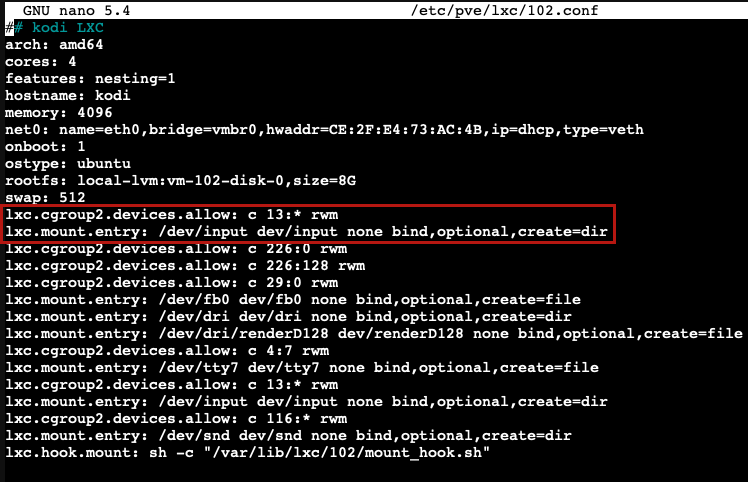 GNU nano 5.4 /etc/pve/lxc/102.conf
## kodi LXC
arch: amd64
cores: 4
features: nesting=1
hostname: kodi
memory: 4096
net0: name=eth0,bridge=vmbr0,hwaddr=CE:2F:E4:73:AC:4B,ip=dhcp,type=veth
onboot: 1
ostype: ubuntu
rootfs: local-lvm:vm-102-disk-0,size=8G
swap: 512
lxc.cgroup2.devices.allow: c 13:* rwm
lxc.mount.entry: /dev/input dev/input none bind,optional,create=dir
lxc.cgroup2.devices.allow: c 226:0 rwm
lxc.cgroup2.devices.allow: c 226:128 rwm
lxc.cgroup2.devices.allow: c 29:0 rwm
lxc.mount.entry: /dev/fb0 dev/fb0 none bind,optional,create=file
lxc.mount.entry: /dev/dri dev/dri none bind,optional,create=dir
lxc.mount.entry: /dev/dri/renderD128 dev/renderD128 none bind,optional,create=file
lxc.cgroup2.devices.allow: c 4:7 rwm
lxc.mount.entry: /dev/tty7 dev/tty7 none bind,optional,create=file
lxc.cgroup2.devices.allow: c 13:* rwm
lxc.mount.entry: /dev/input dev/input none bind,optional,create=dir
lxc.cgroup2.devices.allow: c 116:* rwm
lxc.mount.entry: /dev/snd dev/snd none bind,optional,create=dir
lxc.hook.mount: sh -c "/var/lib/lxc/102/mount_hook.sh"